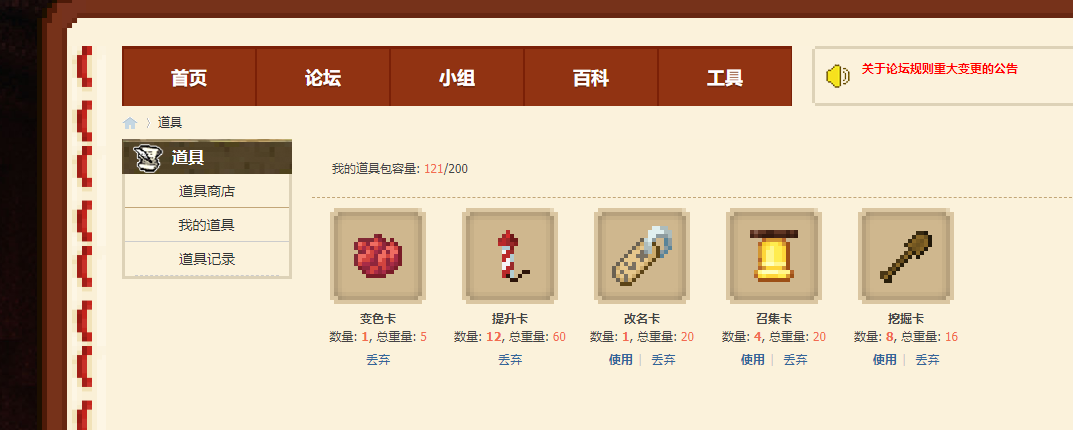 首页 论坛 小组 百科 工具
关于论坛规则重大变更的公告
道具
道具
道具商店
我的道具
道具记录
我的道具包容量: 121/200
变色卡 提升卡 改名卡 召集卡 挖掘卡
数量: 1, 总重量: 5 数量: 12, 总重量: 60 数量: 1, 总重量: 20 数量: 4, 总重量: 20 数量: 8, 总重量: 16
丢弃 丢弃 使用 | 丢弃 使用 | 丢弃 使用 | 丢弃